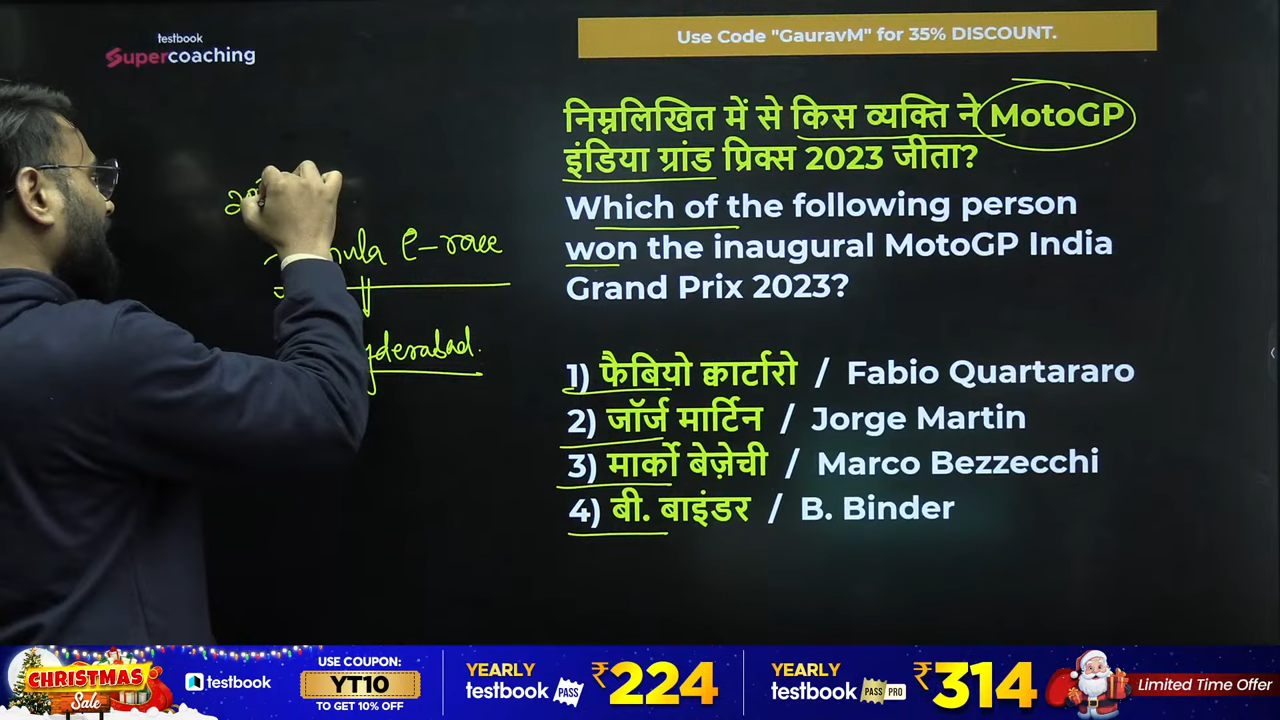 testbook
Supercoaching
Use Code "GauravM" for 35% DISCOUNT.
निम्नलिखित में से किस व्यक्ति ने MotoGP
इंडिया ग्रांड प्रिक्स 2023 जीता?
Which of the following person
won the inaugural MotoGP India
Grand Prix 2023?
e-race
1) फैबियो क्वार्टारो / Fabio Quartararo
2) जॉर्ज मार्टिन / Jorge Martin
3) मार्को बेज़ेची / Marco Bezzecchi
4) बी. बाइंडर / B. Binder
CHRISTMAS
Sale
testbook
USE COUPON:
YT10
TO GET 10% OFF
YEARLY
testbook PASS
₹224
YEARLY
testbook PASS PRO
₹314
Limited Time Offer